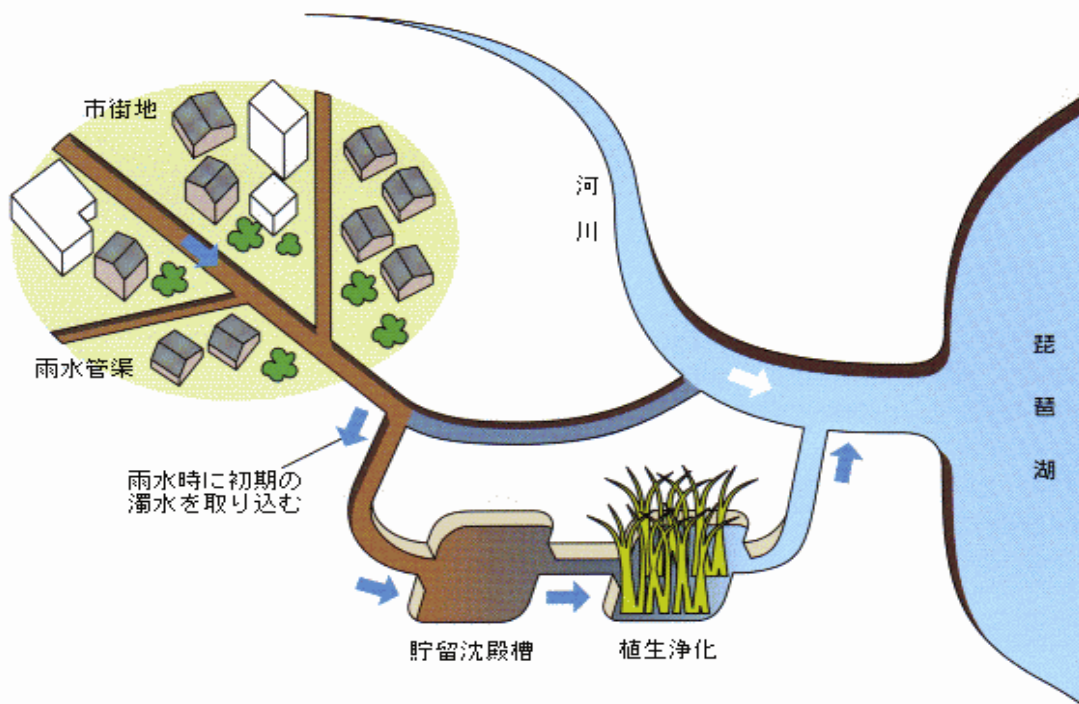 市街地
雨水管渠
雨水時に初期の
濁水を取り込む
貯留沈殿槽
植生浄化
河川
琵琶湖